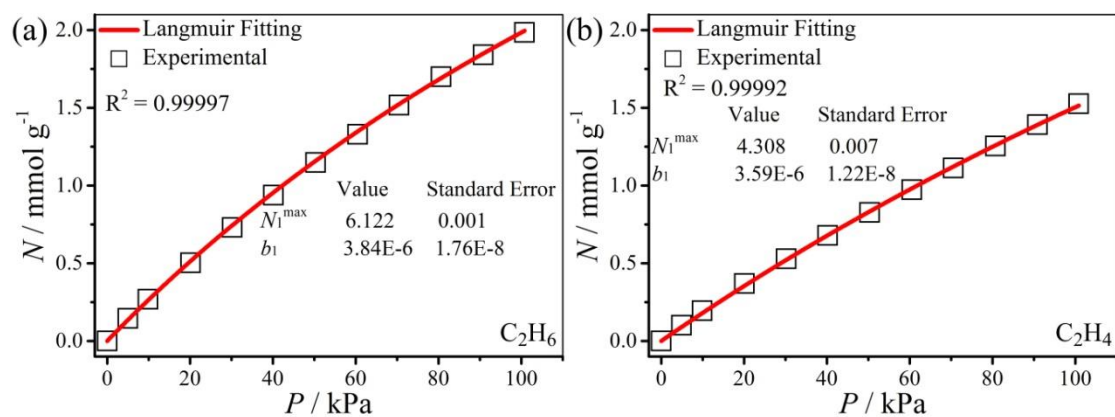 (a)
Langmuir Fitting
Experimental
R² = 0.99997
Value Standard Error
N₁ᵐᵃˣ 6.122 0.001
b₁ 3.84E-6 1.76E-8
C₂H₆
N / mmol g⁻¹
2.0
1.5
1.0
0.5
0.0
0 20 40 60 80 100
P / kPa
(b)
Langmuir Fitting
Experimental
R² = 0.99992
Value Standard Error
N₁ᵐᵃˣ 4.308 0.007
b₁ 3.59E-6 1.22E-8
C₂H₄
N / mmol g⁻¹
2.0
1.5
1.0
0.5
0.0
0 20 40 60 80 100
P / kPa